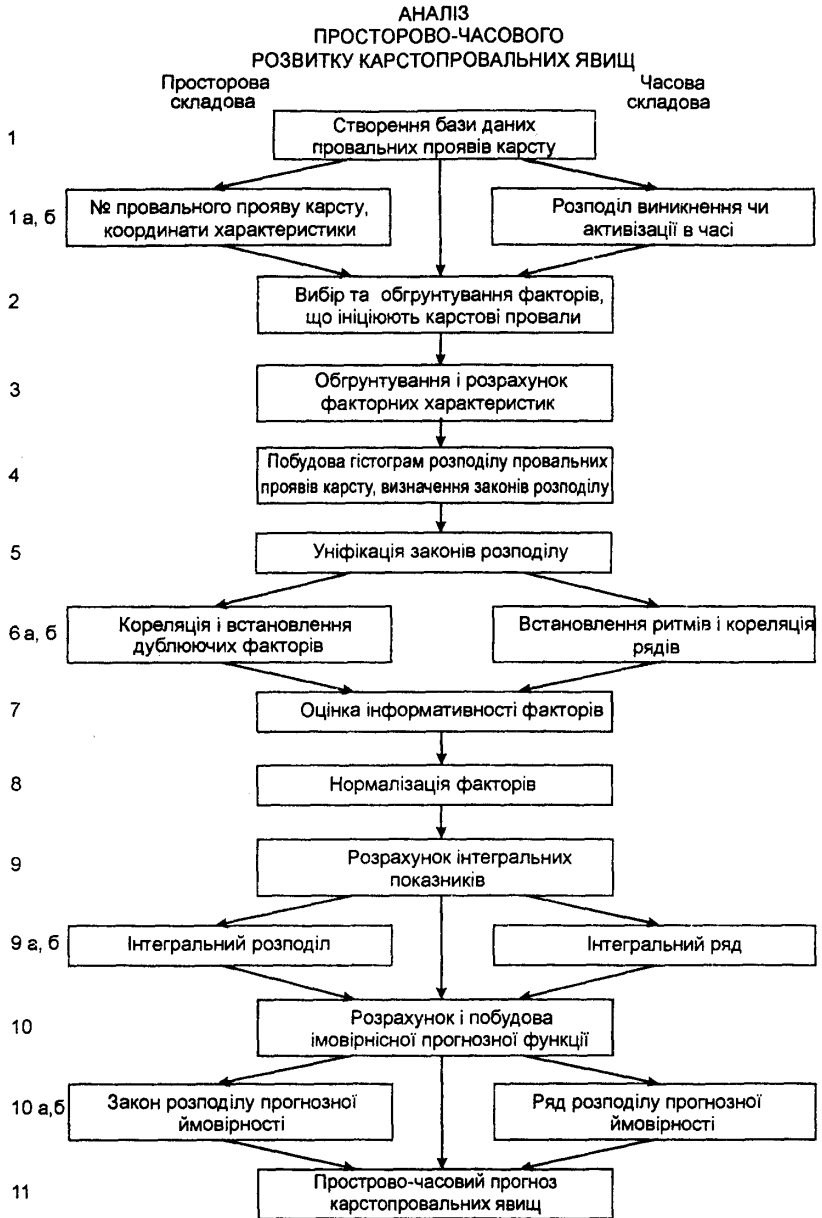 АНАЛІЗ
ПРОСТОРОВО-ЧАСОВОГО
РОЗВИТКУ КАРСТОПРОВАЛЬНИХ ЯВИЩ
Просторова
складова
Часова
складова
1
Створення бази даних
провальних проявів карсту
1 а, б
№ провального прояву карсту,
координати характеристики
Розподіл виникнення чи
активізації в часі
2
Вибір та обгрунтування факторів,
що ініціюють карстові провали
3
Обгрунтування і розрахунок
факторних характеристик
4
Побудова гістограм розподілу провальних
проявів карсту, визначення законів розподілу
5
Уніфікація законів розподілу
6 а, б
Кореляція і встановлення
дублюючих факторів
Встановлення ритмів і кореляція
рядів
7
Оцінка інформативності факторів
8
Нормалізація факторів
9
Розрахунок інтегральних
показників
9 а, б
Інтегральний розподіл
Інтегральний ряд
10
Розрахунок і побудова
імовірнісної прогнозної функції
10 а,б
Закон розподілу прогнозної
ймовірності
Ряд розподілу прогнозної
ймовірності
11
Прострово-часовий прогноз
карстопровальних явищ